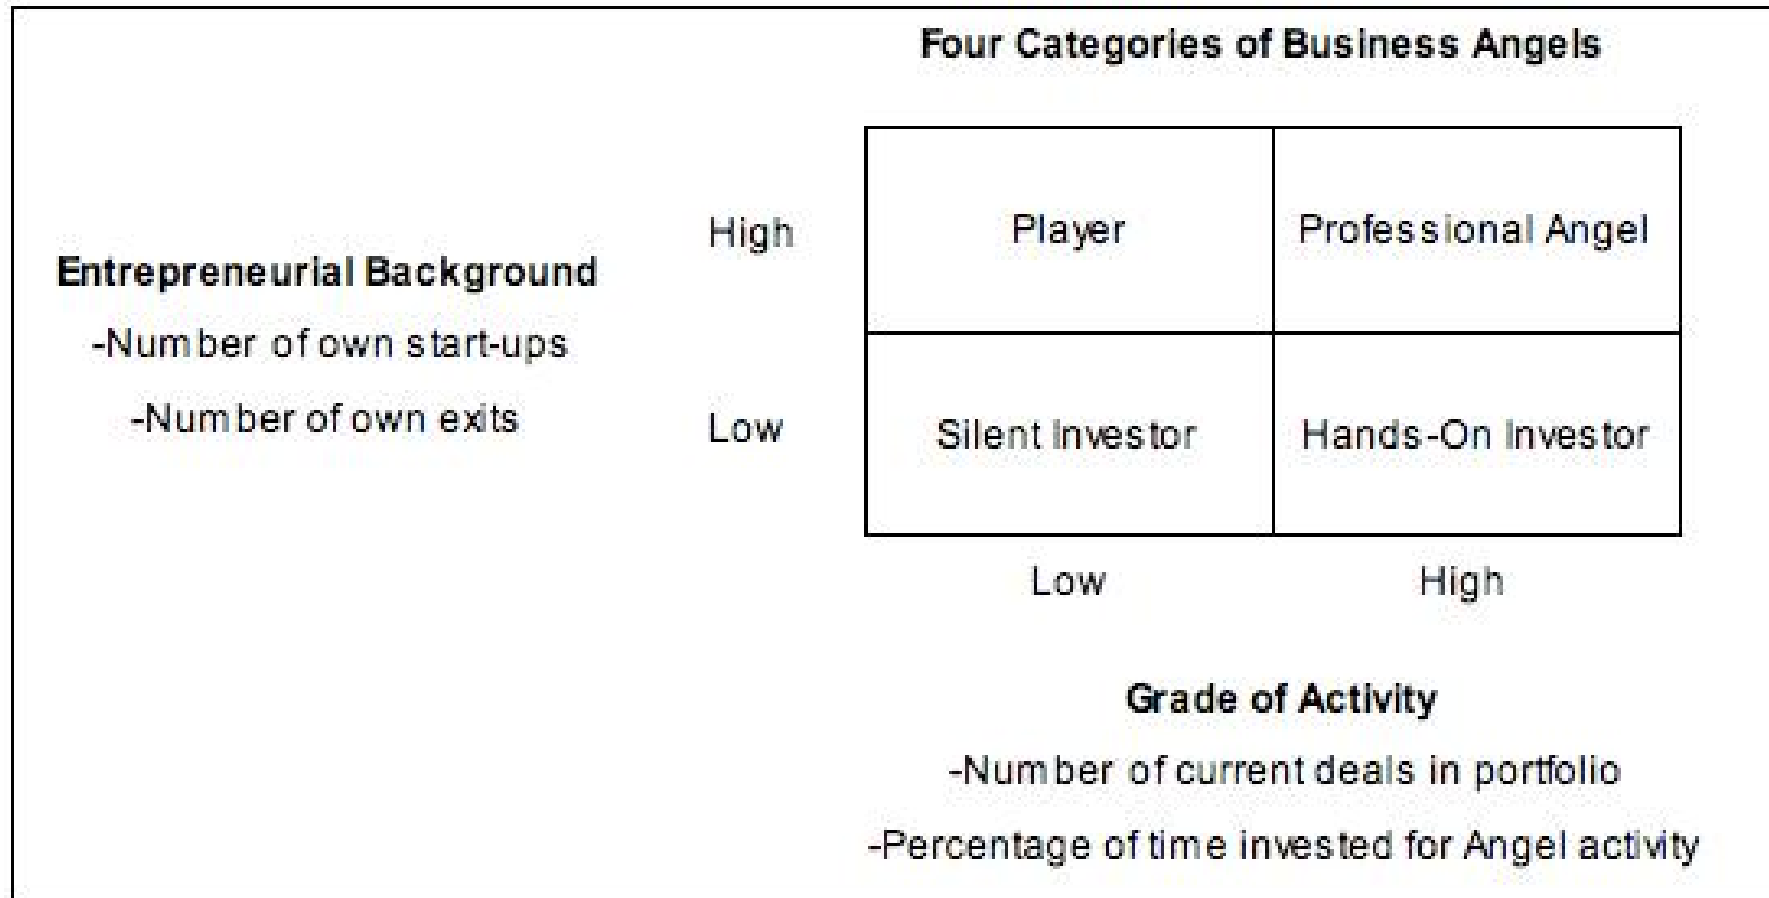 Four Categories of Business Angels
High
Player
Professional Angel
Entrepreneurial Background
-Number of own start-ups
-Number of own exits
Low
Silent Investor
Hands-On Investor
Low
High
Grade of Activity
-Number of current deals in portfolio
-Percentage of time invested for Angel activity